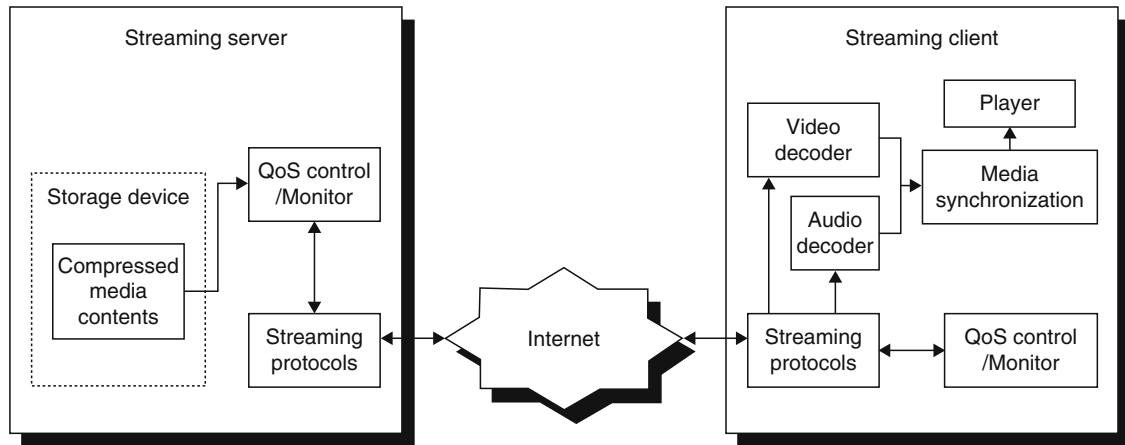 Streaming server
Storage device
Compressed
media
contents
QoS control
/Monitor
Streaming
protocols
Internet
Streaming client
Video
decoder
Audio
decoder
Player
Media
synchronization
Streaming
protocols
QoS control
/Monitor